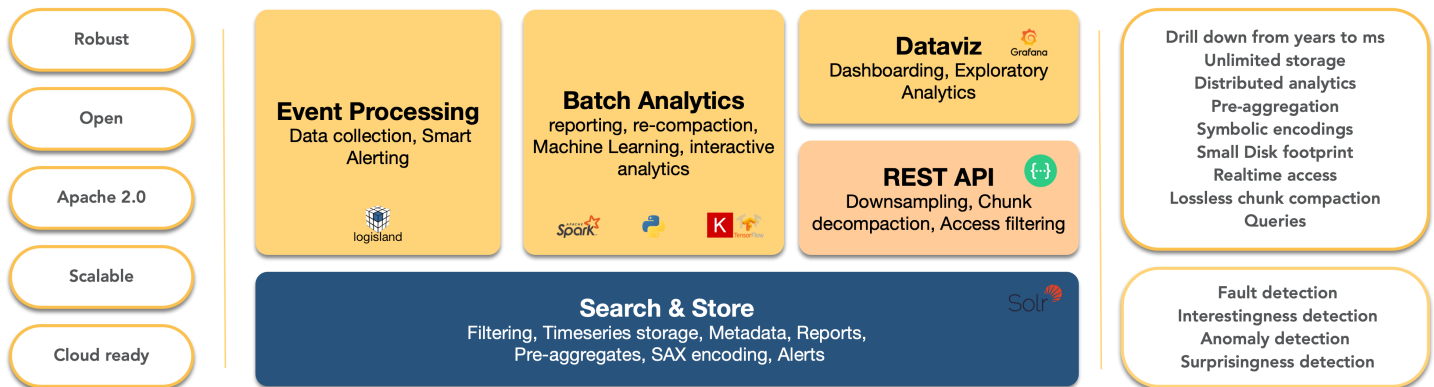 Robust
Open
Apache 2.0
Scalable
Cloud ready
Event Processing
Data collection, Smart
Alerting
logisland
Batch Analytics
reporting, re-compaction,
Machine Learning, interactive
analytics
APACHE
Spark
K
TensorFlow
Dataviz
Grafana
Dashboarding, Exploratory
Analytics
REST API
{···}
Downsampling, Chunk
decompaction, Access filtering
Search & Store
Solr
Filtering, Timeseries storage, Metadata, Reports,
Pre-aggregates, SAX encoding, Alerts
Drill down from years to ms
Unlimited storage
Distributed analytics
Pre-aggregation
Symbolic encodings
Small Disk footprint
Realtime access
Lossless chunk compaction
Queries
Fault detection
Interestingness detection
Anomaly detection
Surprisingness detection